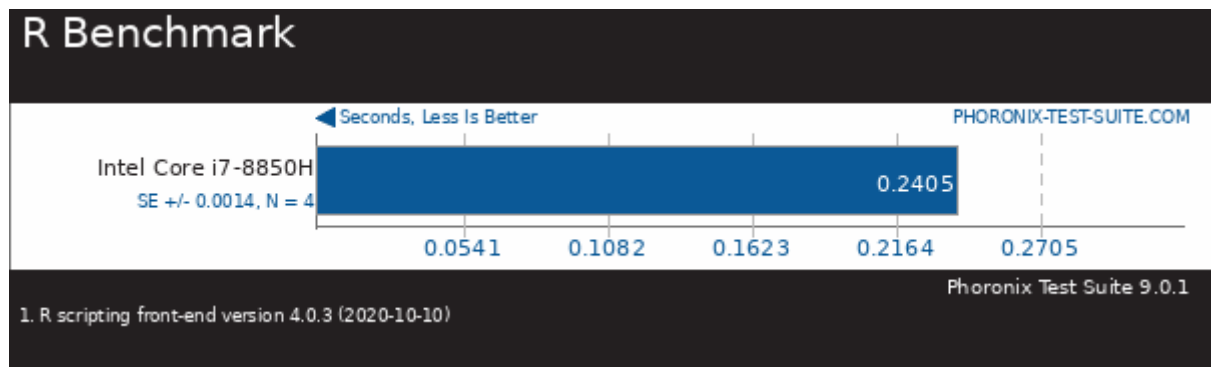 R Benchmark
Seconds, Less Is Better
PHORONIX-TEST-SUITE.COM
Intel Core i7-8850H
SE +/- 0.0014, N = 4
0.2405
0.0541
0.1082
0.1623
0.2164
0.2705
Phoronix Test Suite 9.0.1
1. R scripting front-end version 4.0.3 (2020-10-10)